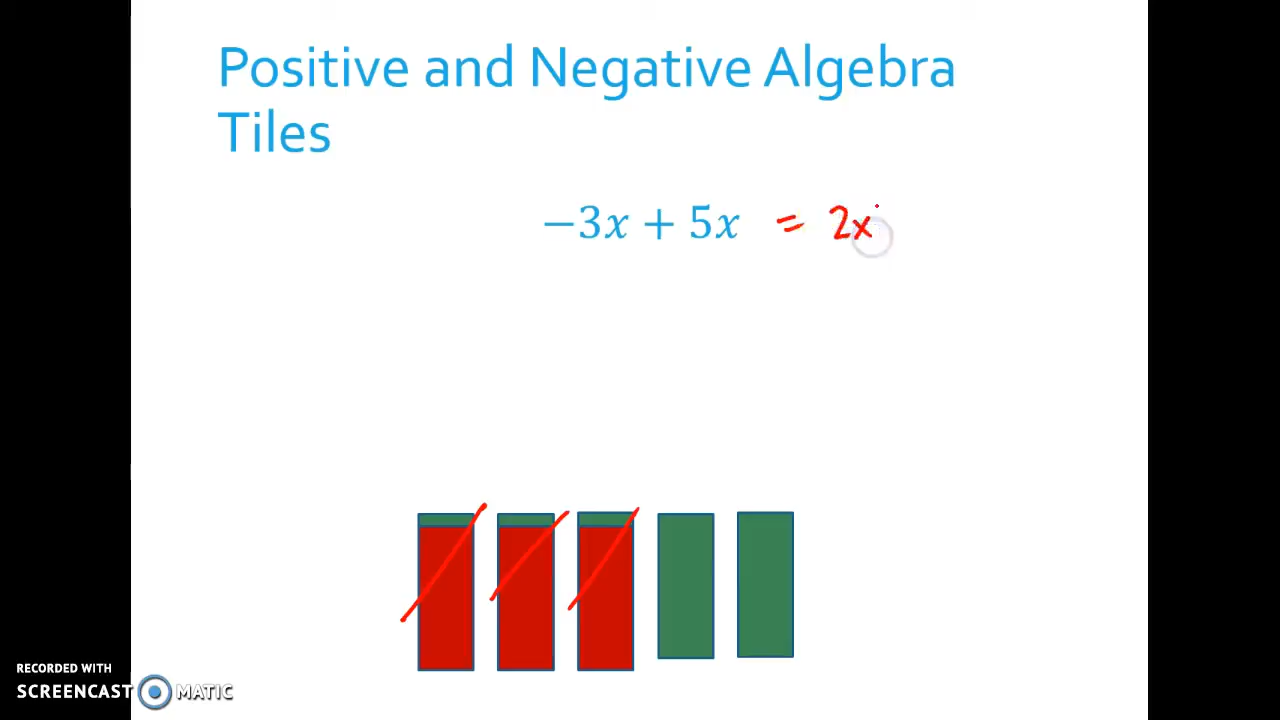 Positive and Negative Algebra
Tiles
−3x + 5x = 2x
RECORDED WITH
SCREENCAST MATIC